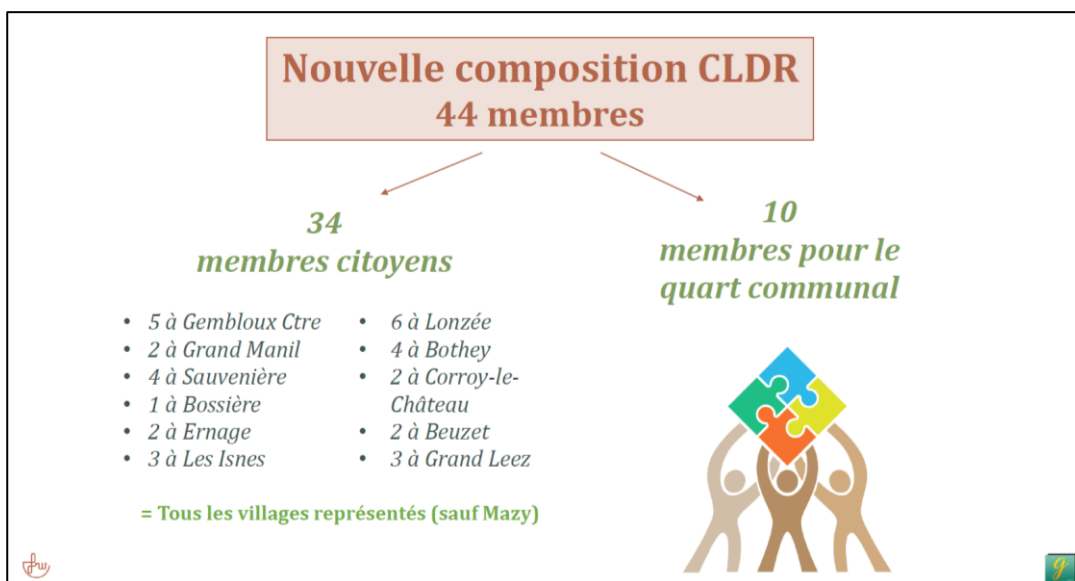 Nouvelle composition CLDR
44 membres
34
membres citoyens
• 5 à Gembloux Ctre
• 2 à Grand Manil
• 4 à Sauvenière
• 1 à Bossière
• 2 à Ernage
• 3 à Les Isnes
• 6 à Lonzée
• 4 à Bothey
• 2 à Corroy-le-
Château
• 2 à Beuzet
• 3 à Grand Leez
= Tous les villages représentés (sauf Mazy)
10
membres pour le
quart communal
g